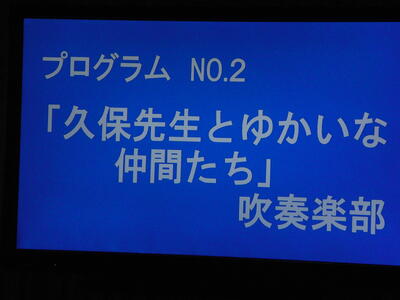 プログラム　NO.2
「久保先生とゆかいな
仲間たち」
吹奏楽部